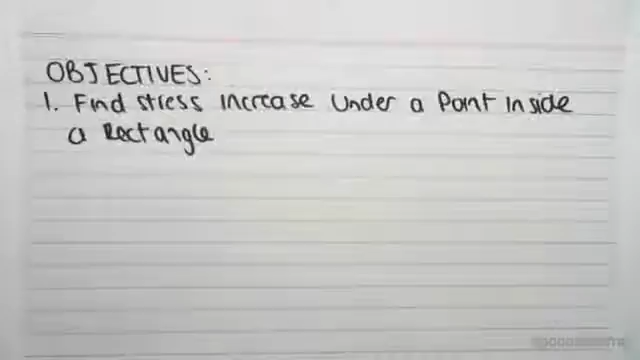 OBJECTIVES:
1. Find stress increase under a Point Inside
a Rectangle